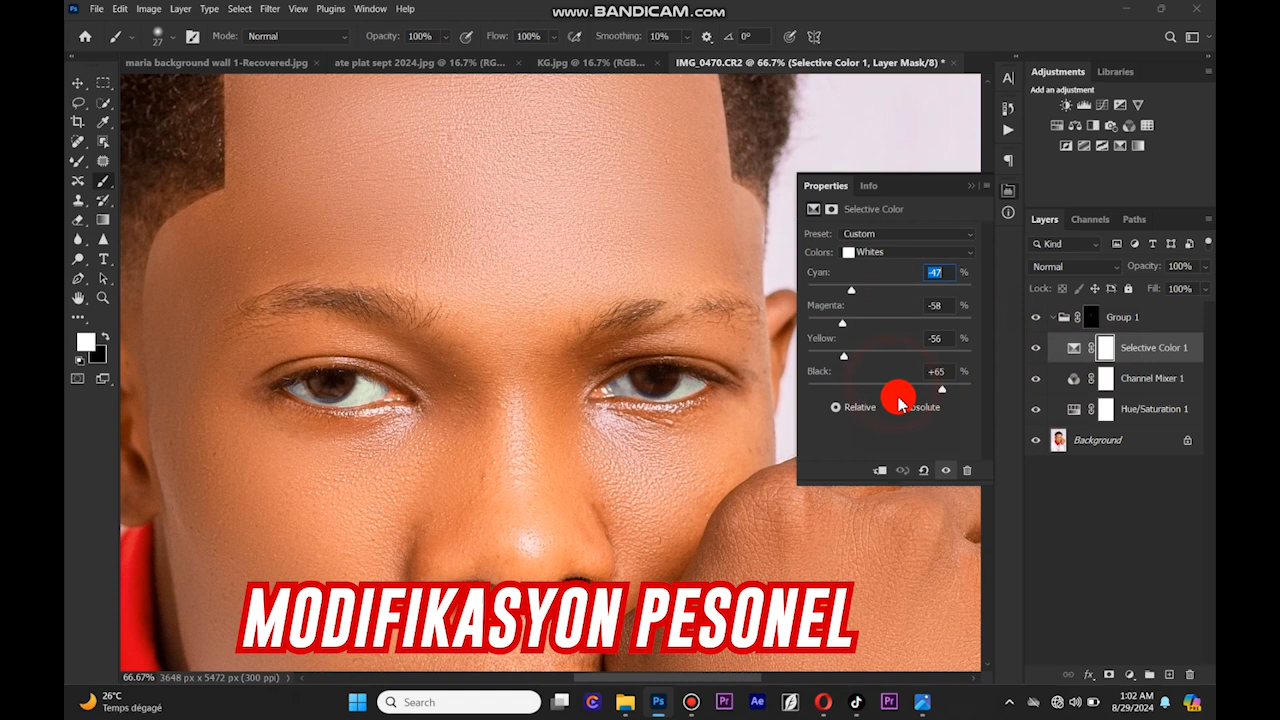 www.BANDICAM.com
Ps File Edit Image Layer Type Select Filter View Plugins Window Help
27 Mode: Normal Opacity: 100% Flow: 100% Smoothing: 10% 0°
maria background wall 1-Recovered.jpg × ate plat sept 2024.jpg @ 16.7% (RG... × KG.jpg @ 16.7% (RGB... × IMG_0470.CR2 @ 66.7% (Selective Color 1, Layer Mask/8) * ×
Adjustments Libraries
Add an adjustment
Properties Info
Selective Color
Preset: Custom
Colors: Whites
Cyan: -47 %
Magenta: -58 %
Yellow: -56 %
Black: +65 %
Relative
Layers Channels Paths
Kind
Normal Opacity: 100%
Lock: Fill: 100%
Group 1
Selective Color 1
Channel Mixer 1
Hue/Saturation 1
Background
MODIFIKASYON PESONEL
66.67% 3648 px x 5472 px (300 ppi)
26°C
Temps dégagé
Search
Ps Pr Ae Pr
1:02 AM
8/29/2024